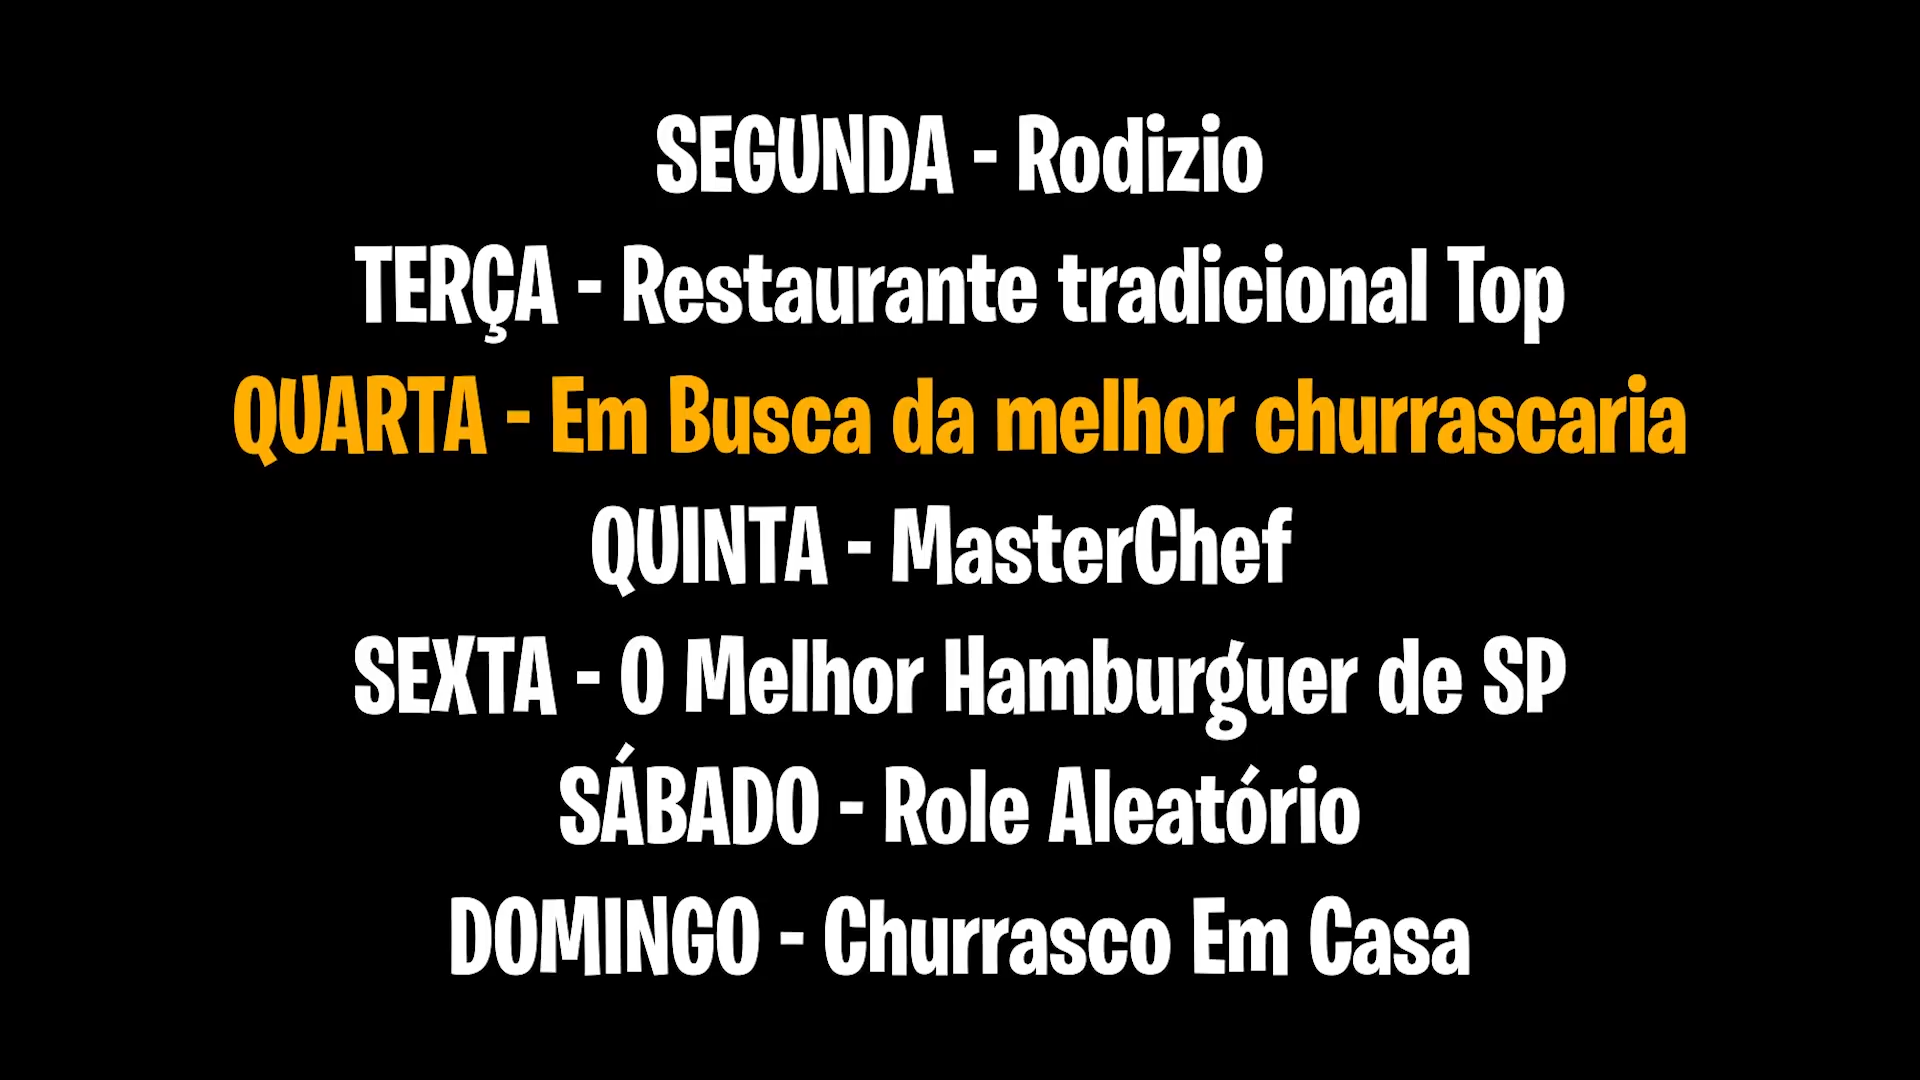 SEGUNDA - Rodizio
TERÇA - Restaurante tradicional Top
QUARTA - Em Busca da melhor churrascaria
QUINTA - MasterChef
SEXTA - O Melhor Hamburguer de SP
SÁBADO - Role Aleatório
DOMINGO - Churrasco Em Casa